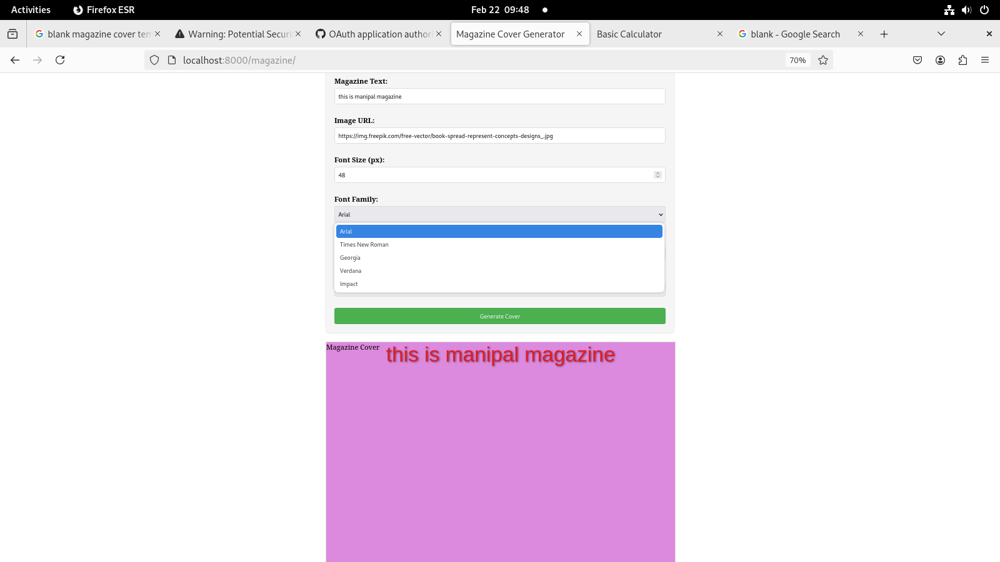 Activities Firefox ESR Feb 22 09:48
blank magazine cover tem Warning: Potential Securi OAuth application authori Magazine Cover Generator Basic Calculator blank - Google Search
localhost:8000/magazine/ 70%
Magazine Text:
this is manipal magazine
Image URL:
https://img.freepik.com/free-vector/book-spread-represent-concepts-designs_.jpg
Font Size (px):
48
Font Family:
Arial
Arial
Times New Roman
Georgia
Verdana
Impact
Generate Cover
Magazine Cover this is manipal magazine